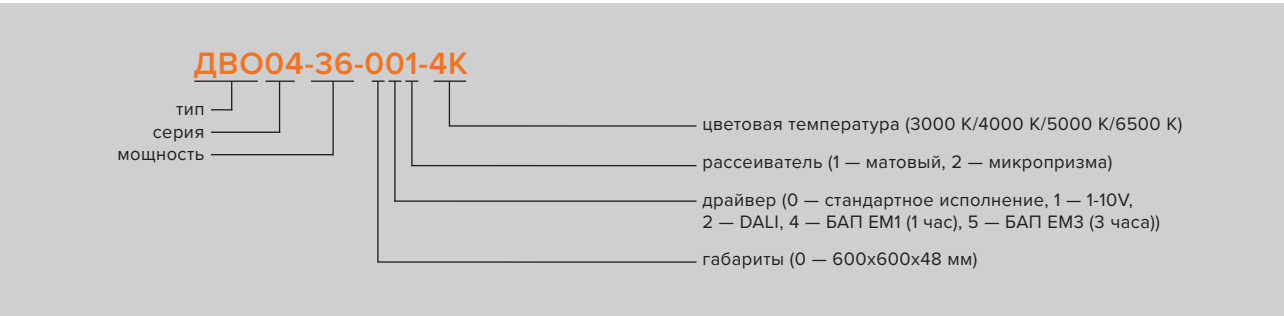 ДВО04-36-001-4К
тип
серия
мощность
цветовая температура (3000 К/4000 К/5000 К/6500 К)
рассеиватель (1 — матовый, 2 — микропризма)
драйвер (0 — стандартное исполнение, 1 — 1-10V,
2 — DALI, 4 — БАП EM1 (1 час), 5 — БАП EM3 (3 часа))
габариты (0 — 600х600х48 мм)